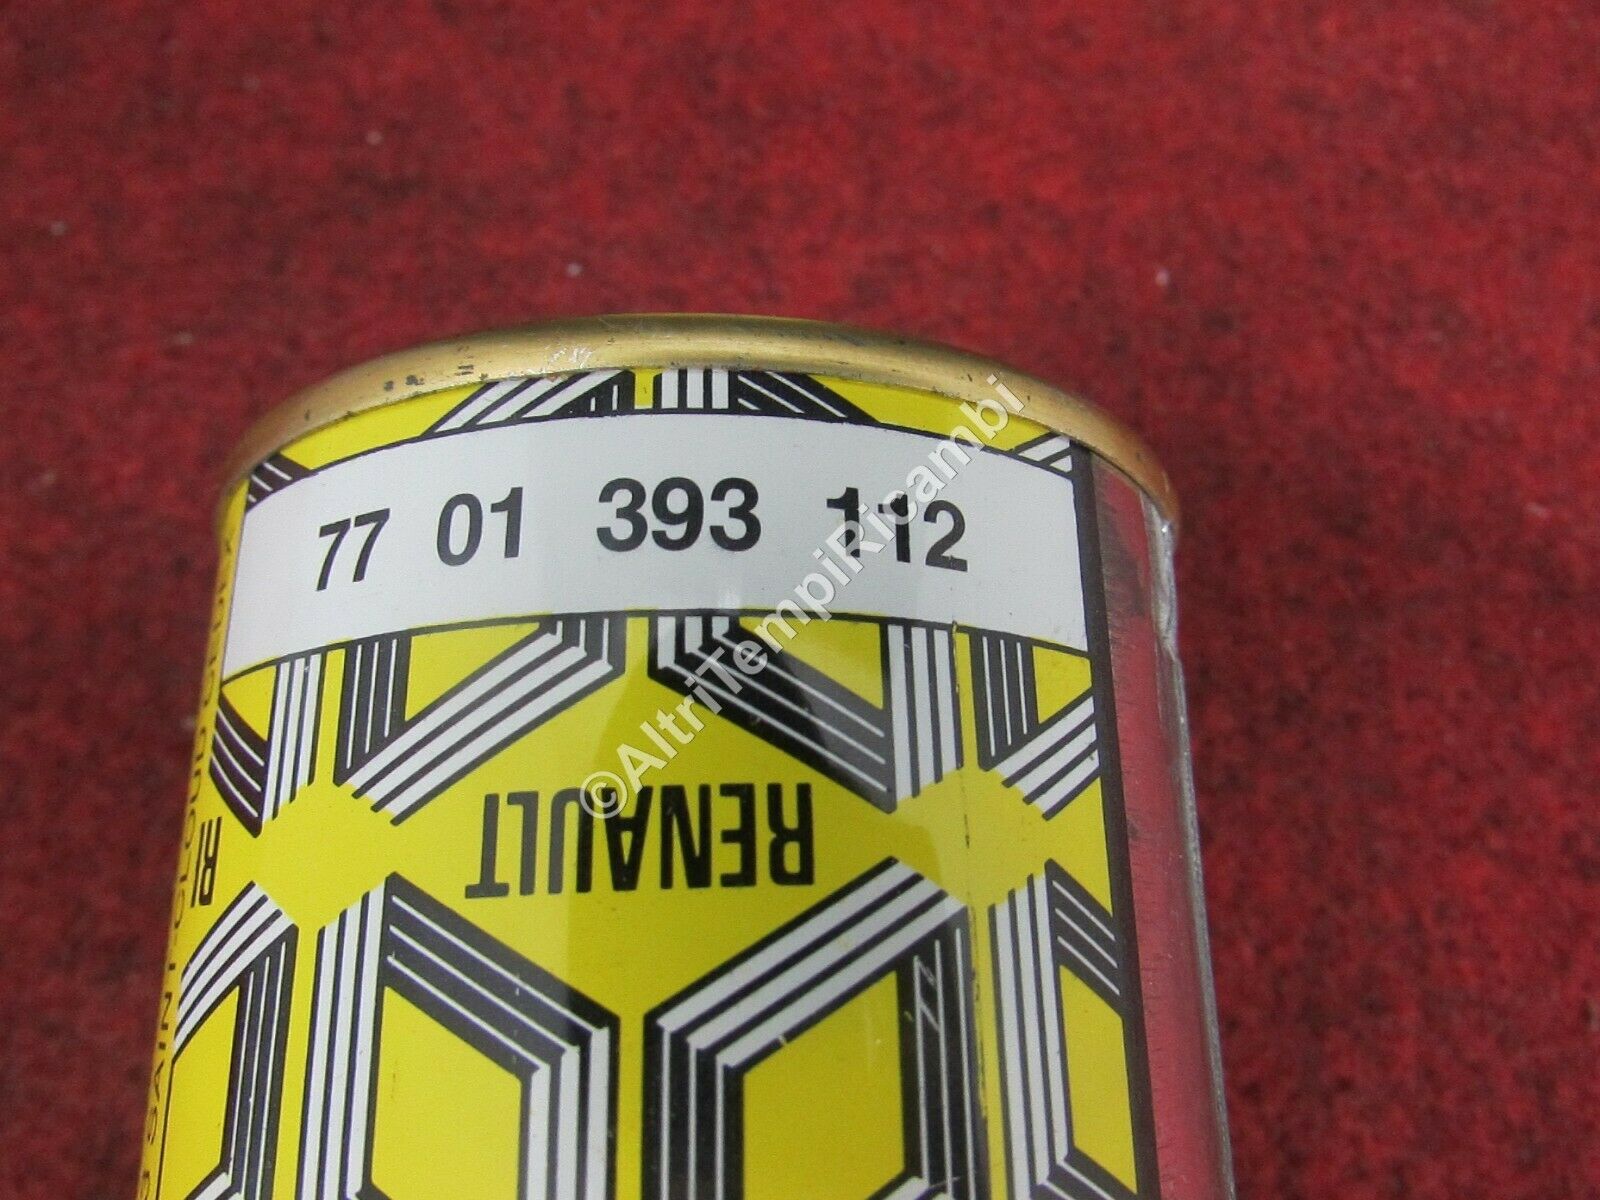 77 01 393 112
RENAULT
©AltriTempiRicambi